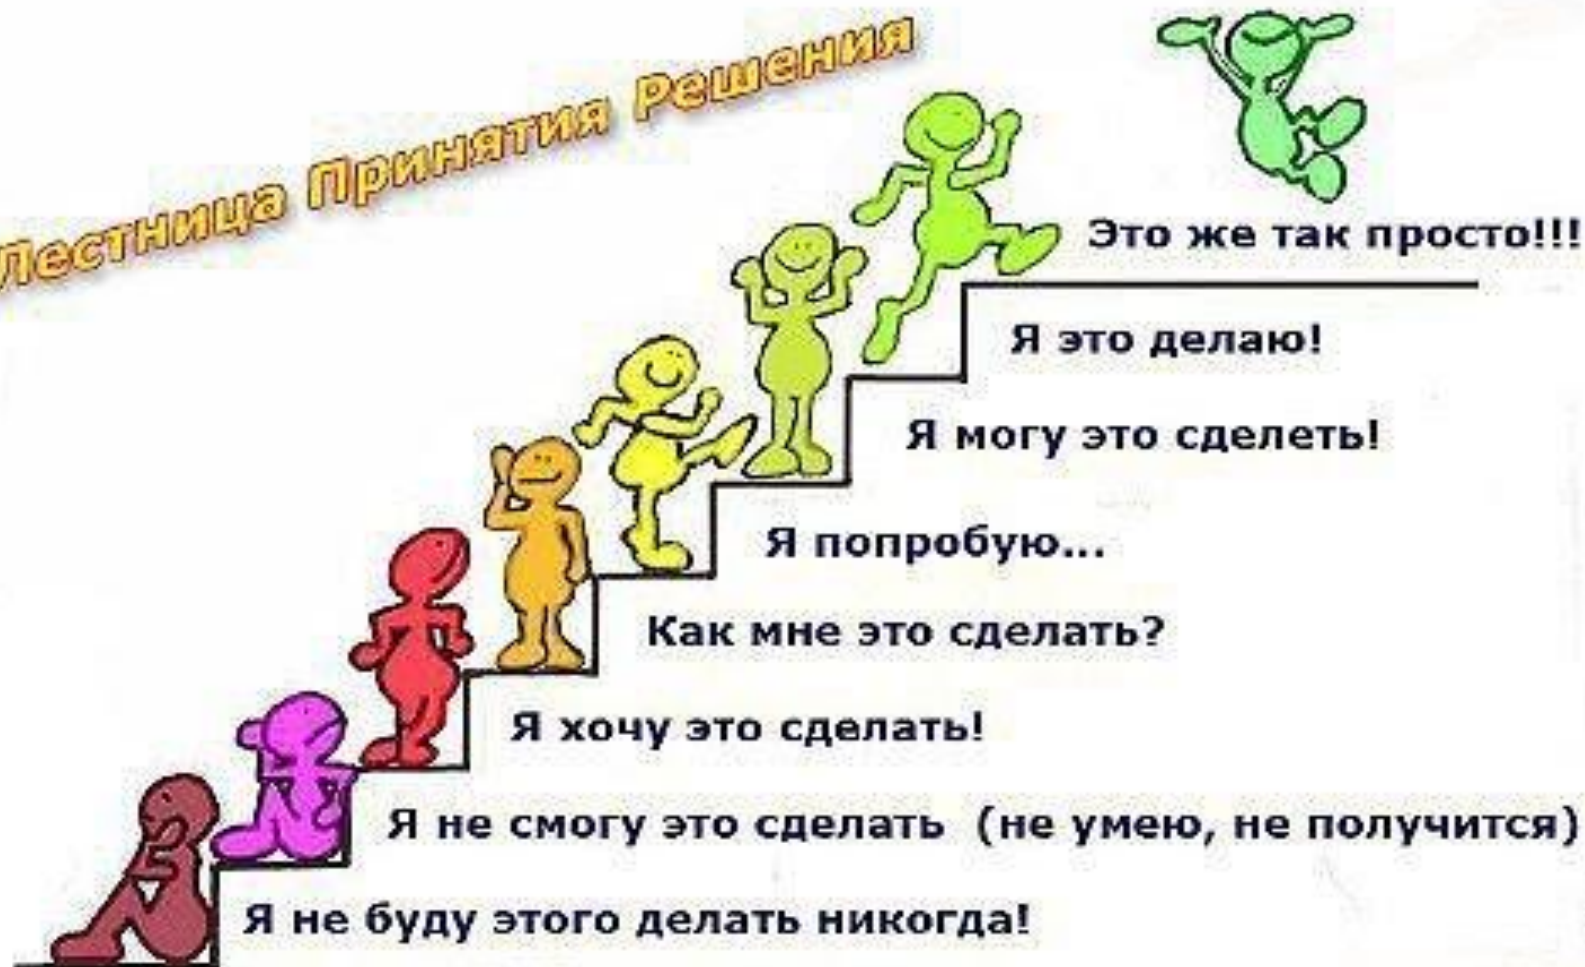 Лестница Принятия Решения
Это же так просто!!!
Я это делаю!
Я могу это сделеть!
Я попробую...
Как мне это сделать?
Я хочу это сделать!
Я не смогу это сделать (не умею, не получится)
Я не буду этого делать никогда!